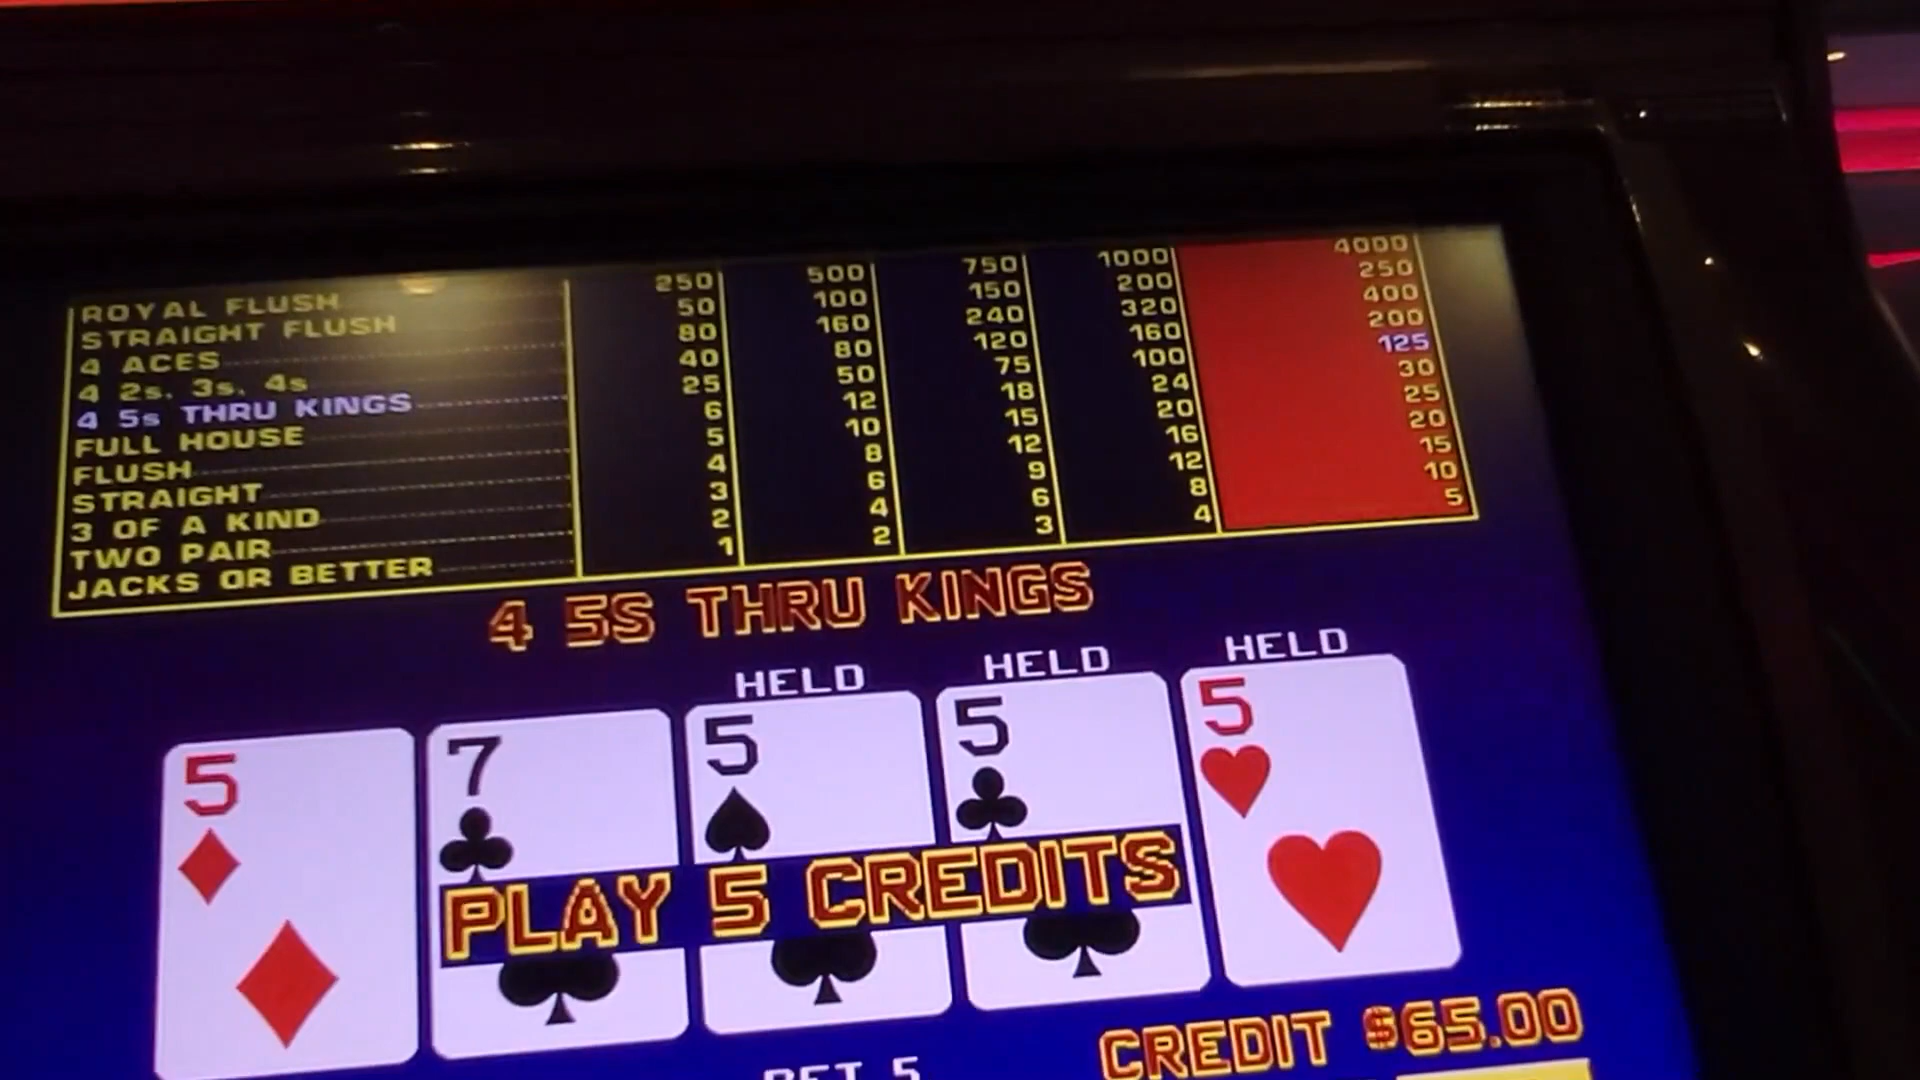 ROYAL FLUSH 250 500 750 1000 4000
STRAIGHT FLUSH 50 100 150 200 250
4 ACES 80 160 240 320 400
4 2s, 3s, 4s 40 80 120 160 200
4 5s THRU KINGS 25 50 75 100 125
FULL HOUSE 6 12 18 24 30
FLUSH 5 10 15 20 25
STRAIGHT 4 8 12 16 20
3 OF A KIND 3 6 9 12 15
TWO PAIR 2 4 6 8 10
JACKS OR BETTER 1 2 3 4 5
4 5S THRU KINGS
HELD HELD HELD
5 7 5 5 5
PLAY 5 CREDITS
BET 5 CREDIT $65.00